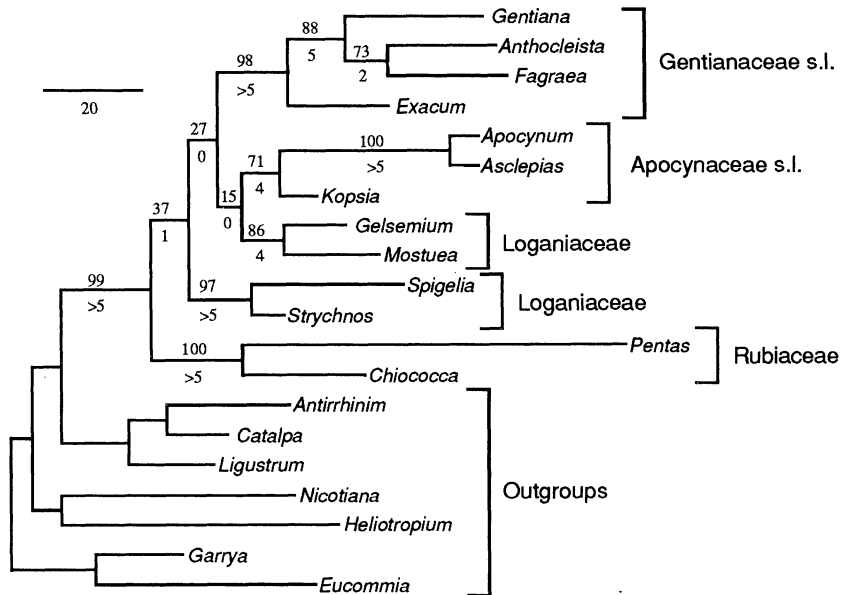 Gentiana
88
5
73
2
Anthocleista
Fagraea
Gentianaceae s.l.
98
>5
20
Exacum
27
0
Apocynum
100
>5
Asclepias
Apocynaceae s.l.
71
4
Kopsia
15
0
37
1
86
4
Gelsemium
Mostuea
Loganiaceae
99
>5
97
>5
Spigelia
Strychnos
Loganiaceae
100
>5
Pentas
Chiococca
Rubiaceae
Antirrhinim
Catalpa
Ligustrum
Nicotiana
Heliotropium
Garrya
Eucommia
Outgroups